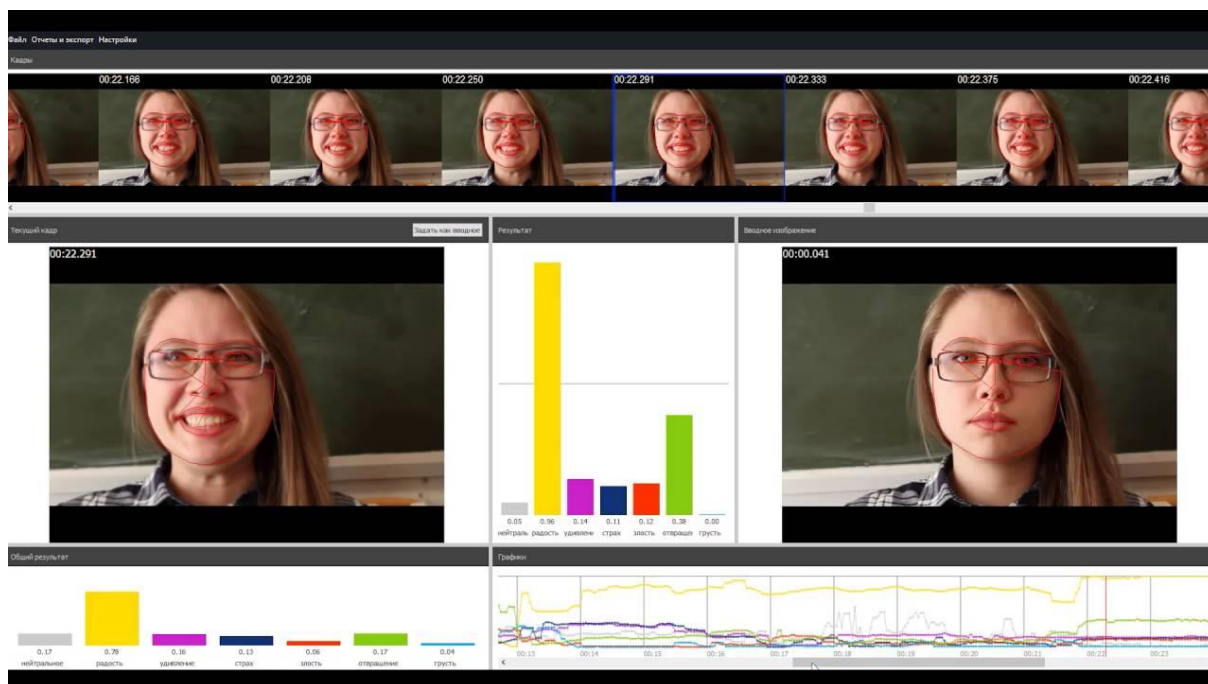 Файл Отчеты и экспорт Настройки
Кадры
00:22.166 00:22.208 00:22.250 00:22.291 00:22.333 00:22.375 00:22.416
Текущий кадр Задать как вводное Результат Вводное изображение
00:22.291 00:00.041
0.05 0.96 0.14 0.11 0.12 0.38 0.00
нейтраль радость удивлени страх злость отвращен грусть
Общий результат Графики
0.17 0.78 0.16 0.13 0.06 0.17 0.04
нейтральное радость удивление страх злость отвращение грусть
00:13 00:14 00:15 00:16 00:17 00:18 00:19 00:20 00:21 00:22 00:23